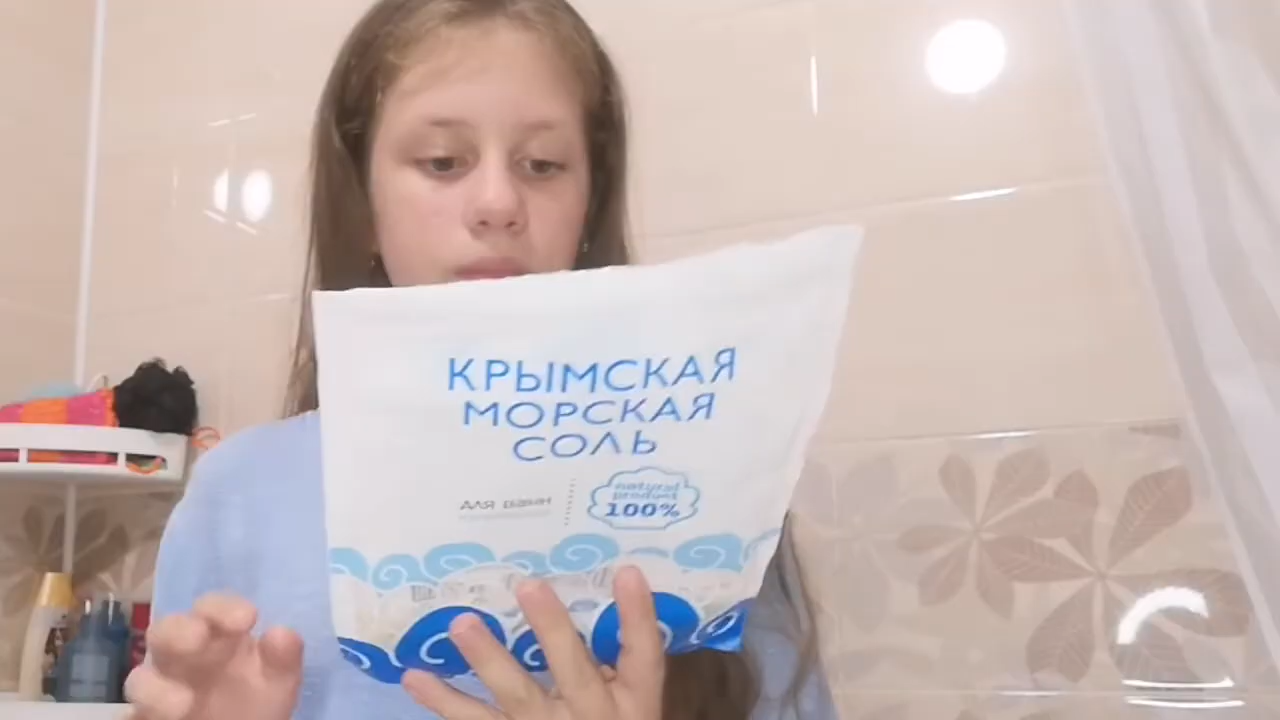 КРЫМСКАЯ
МОРСКАЯ
СОЛЬ
для ванн
natural
product
100%